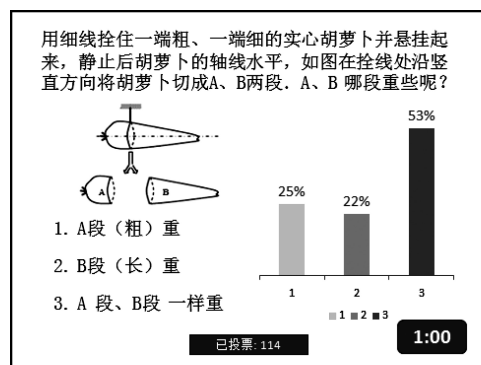 用细线拴住一端粗、一端细的实心胡萝卜并悬挂起
来，静止后胡萝卜的轴线水平，如图在拴线处沿竖
直方向将胡萝卜切成A、B两段．A、B 哪段重些呢？
A
B
1. A段（粗）重
2. B段（长）重
3. A 段、B段 一样重
53%
25%
22%
1
2
3
1 2 3
已投票: 114
1:00